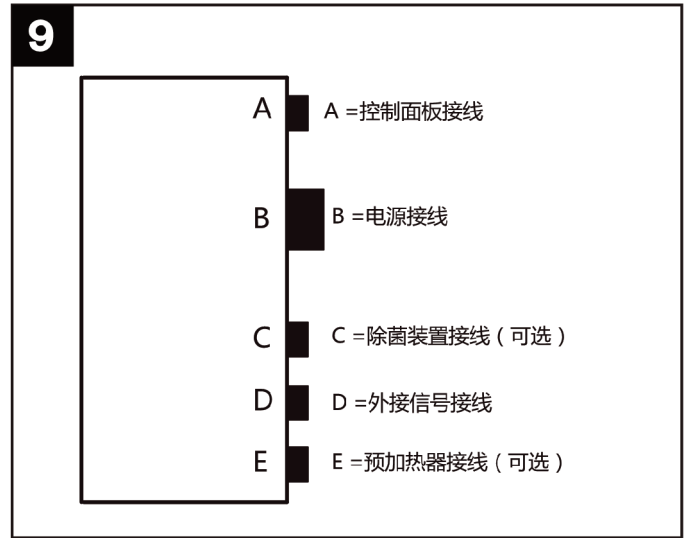 9
A A =控制面板接线
B B =电源接线
C C =除菌装置接线（可选）
D D =外接信号接线
E E =预加热器接线（可选）